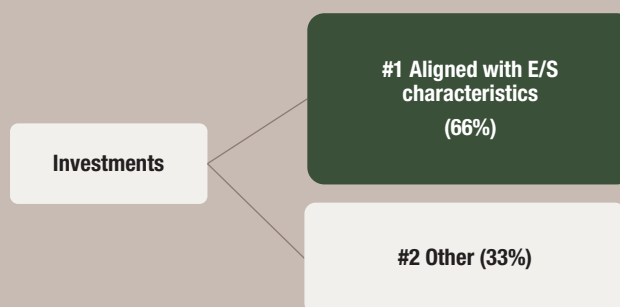 #1 Aligned with E/S
characteristics
(66%)
Investments
#2 Other (33%)